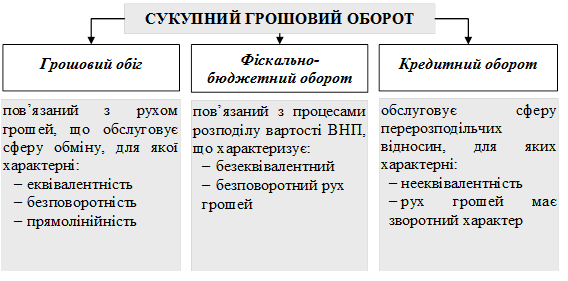 СУКУПНИЙ ГРОШОВИЙ ОБОРОТ
Грошовий обіг
пов’язаний з рухом
грошей, що обслуговує
сферу обміну, для якої
характерні:
– еквівалентність
– безповоротність
– прямолінійність
Фіскально-
бюджетний оборот
пов’язаний з процесами
розподілу вартості ВНП,
що характеризує:
– безеквівалентний
– безповоротний рух
грошей
Кредитний оборот
обслуговує сферу
перерозподільчих
відносин, для яких
характерні:
– нееквівалентність
– рух грошей має
зворотний характер